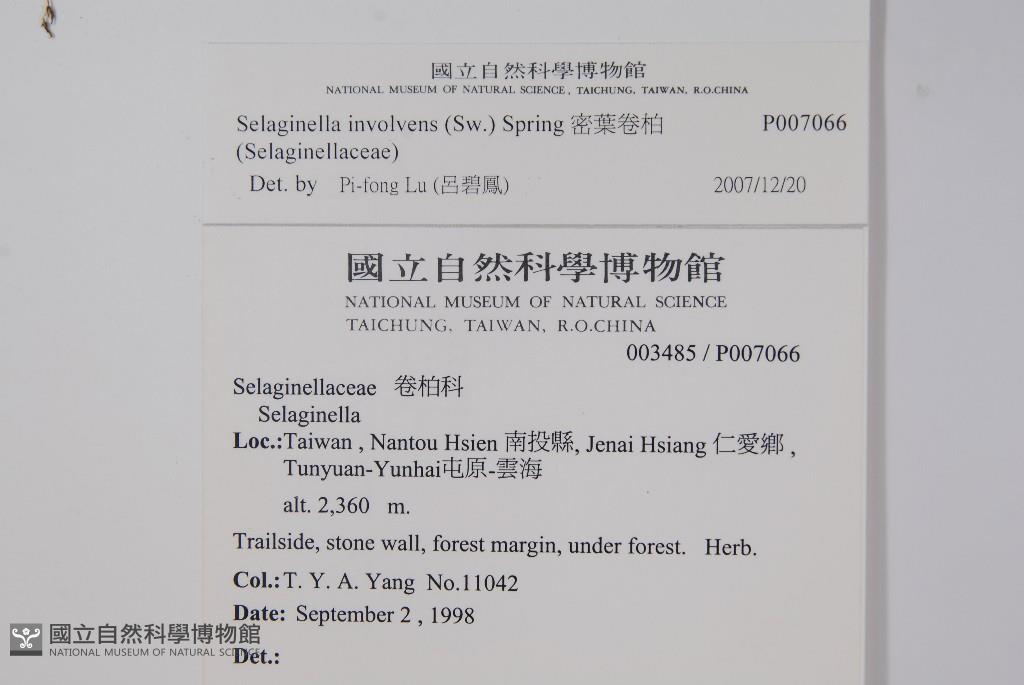 國立自然科學博物館
NATIONAL MUSEUM OF NATURAL SCIENCE, TAICHUNG, TAIWAN, R.O.CHINA
Selaginella involvens (Sw.) Spring 密葉卷柏 P007066
(Selaginellaceae)
Det. by Pi-fong Lu (呂碧鳳) 2007/12/20
國立自然科學博物館
NATIONAL MUSEUM OF NATURAL SCIENCE
TAICHUNG, TAIWAN, R.O.CHINA
003485 / P007066
Selaginellaceae 卷柏科
Selaginella
Loc.:Taiwan , Nantou Hsien 南投縣, Jenai Hsiang 仁愛鄉 ,
Tunyuan-Yunhai屯原-雲海
alt. 2,360 m.
Trailside, stone wall, forest margin, under forest. Herb.
Col.: T. Y. A. Yang No.11042
Date: September 2 , 1998
Det.:
國立自然科學博物館
NATIONAL MUSEUM OF NATURAL SCIENCE